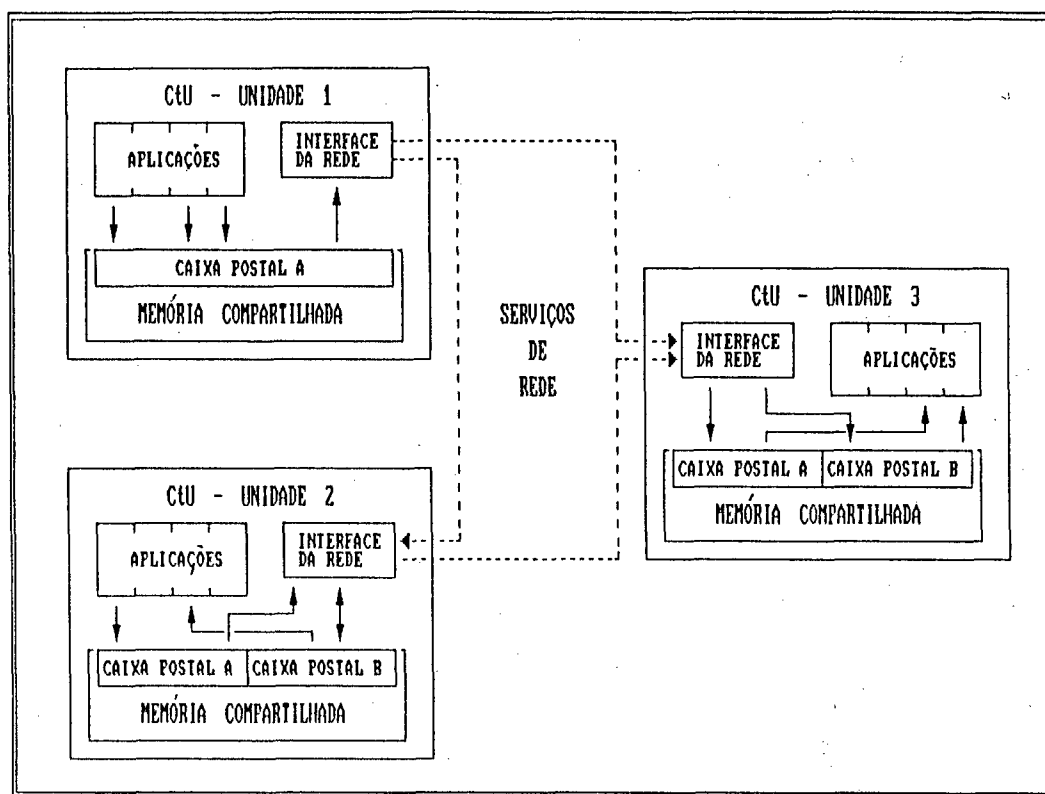 CtU - UNIDADE 1
APLICAÇÕES
INTERFACE
DA REDE
CAIXA POSTAL A
MEMÓRIA COMPARTILHADA
SERVIÇOS
DE
REDE
CtU - UNIDADE 3
INTERFACE
DA REDE
APLICAÇÕES
CAIXA POSTAL A
CAIXA POSTAL B
MEMÓRIA COMPARTILHADA
CtU - UNIDADE 2
APLICAÇÕES
INTERFACE
DA REDE
CAIXA POSTAL A
CAIXA POSTAL B
MEMÓRIA COMPARTILHADA